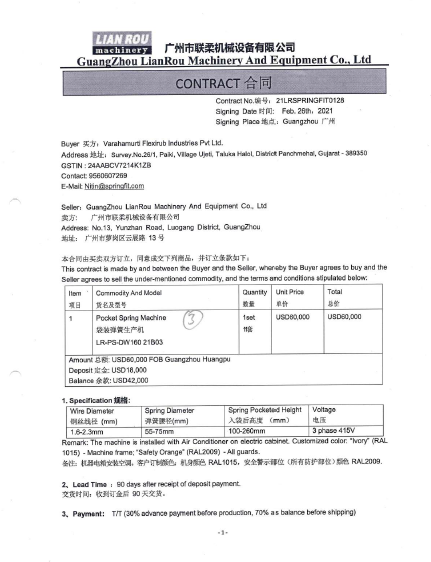 LIAN ROU
machinery
广州市联柔机械设备有限公司
GuangZhou LianRou Machinery And Equipment Co., Ltd
CONTRACT 合同
Contract No.编号: 21LRSPRINGFIT0128
Signing Date 时间: Feb. 26th, 2021
Signing Place 地点: Guangzhou 广州
Buyer 买方: Varahamurti Flexirub Industries Pvt Ltd.
Address 地址: Survey.No.26/1, Paiki, Village Ujeti, Taluka Halol, District Panchmehal, Gujarat - 389350
GSTIN : 24AABCV7214K1ZB
Contact: 9560607269
E-Mail: Nitin@springfit.com
Seller: GuangZhou LianRou Machinery And Equipment Co., Ltd
卖方: 广州市联柔机械设备有限公司
Address: No.13, Yunzhan Road, Luogang District, GuangZhou
地址: 广州市萝岗区云展路 13 号
本合同由买卖双方订立，同意成交下列商品，并订立条款如下:
This contract is made by and between the Buyer and the Seller, whereby the Buyer agrees to buy and the
Seller agrees to sell the under-mentioned commodity, and the terms and conditions stipulated below:
Item Commodity And Modal Quantity Unit Price Total
项目 货名及型号 数量 单价 总价
1 Pocket Spring Machine 1set USD60,000 USD60,000
袋装弹簧生产机 3
LR-PS-DW160 21B03
Amount 总额: USD60,000 FOB Guangzhou Huangpu
Deposit 定金: USD18,000
Balance 余款: USD42,000
1. Specification 规格:
Wire Diameter Spring Diameter Spring Pocketed Height Voltage
钢丝线径 (mm) 弹簧腰径(mm) 入袋后高度 (mm) 电压
1.6-2.3mm 55-75mm 100-260mm 3 phase 415V
Remark: The machine is installed with Air Conditioner on electric cabinet. Customized color: "Ivory" (RAL
1015) - Machine frame; "Safety Orange" (RAL2009) - All guards.
备注: 机器电箱安装空调，客户订制颜色: 机身颜色 RAL1015，安全警示部位（所有防护部位）颜色 RAL2009.
2、Lead Time : 90 days after receipt of deposit payment.
交货时间: 收到订金后 90 天交货.
3、Payment: T/T (30% advance payment before production, 70% as balance before shipping)
-1-